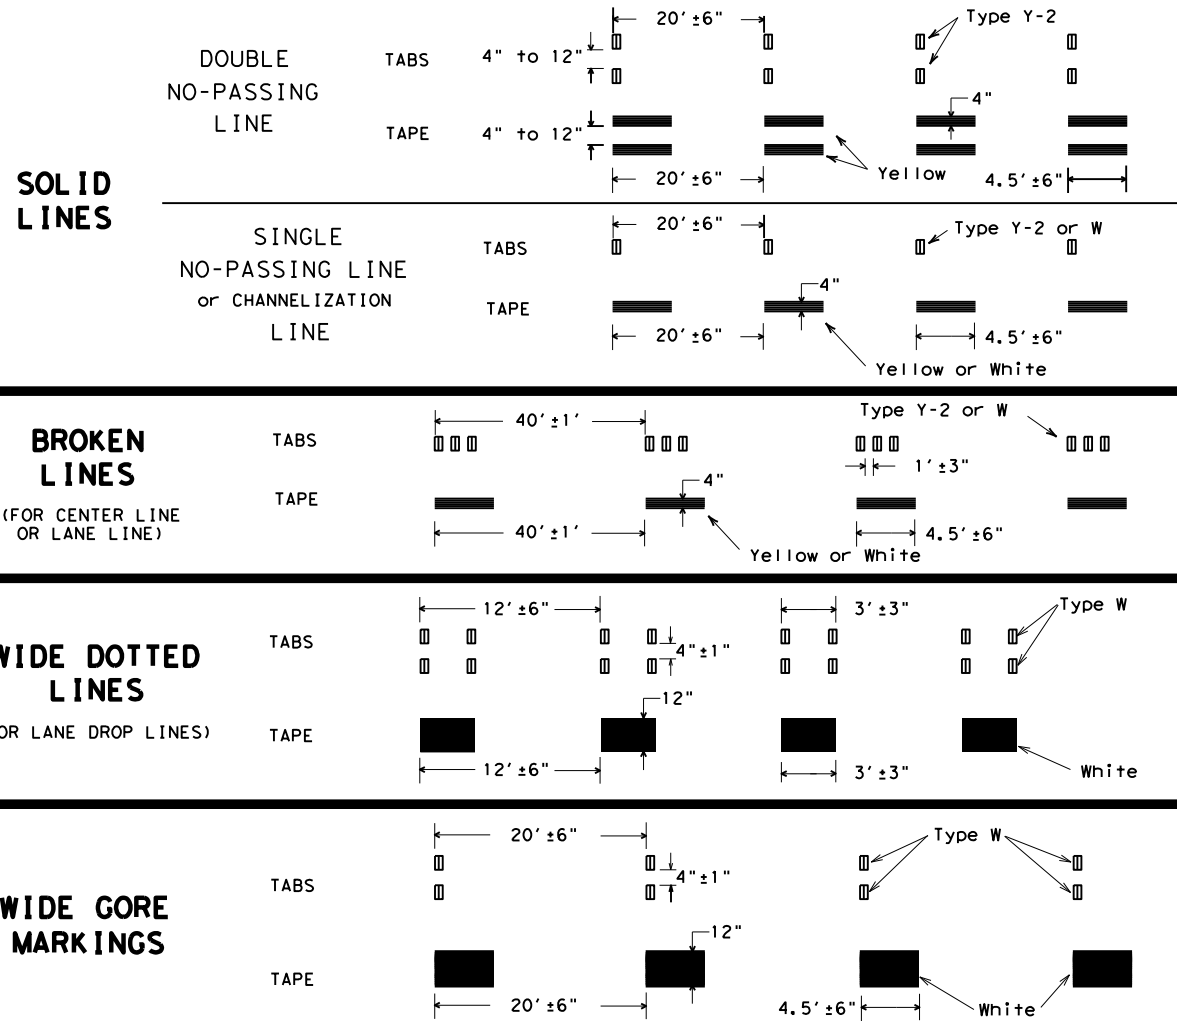 SOLID
LINES
DOUBLE
NO-PASSING
LINE
TABS
4" to 12"
20'±6"
Type Y-2
TAPE
4" to 12"
4"
20'±6"
Yellow
4.5'±6"
SINGLE
NO-PASSING LINE
or CHANNELIZATION
LINE
TABS
20'±6"
Type Y-2 or W
TAPE
4"
20'±6"
4.5'±6"
Yellow or White
BROKEN
LINES
(FOR CENTER LINE
OR LANE LINE)
TABS
40'±1'
Type Y-2 or W
1'±3"
TAPE
4"
40'±1'
4.5'±6"
Yellow or White
WIDE DOTTED
LINES
OR LANE DROP LINES)
TABS
12'±6"
4"±1"
3'±3"
Type W
TAPE
12"
12'±6"
3'±3"
White
WIDE GORE
MARKINGS
TABS
20'±6"
4"±1"
Type W
TAPE
12"
20'±6"
4.5'±6"
White